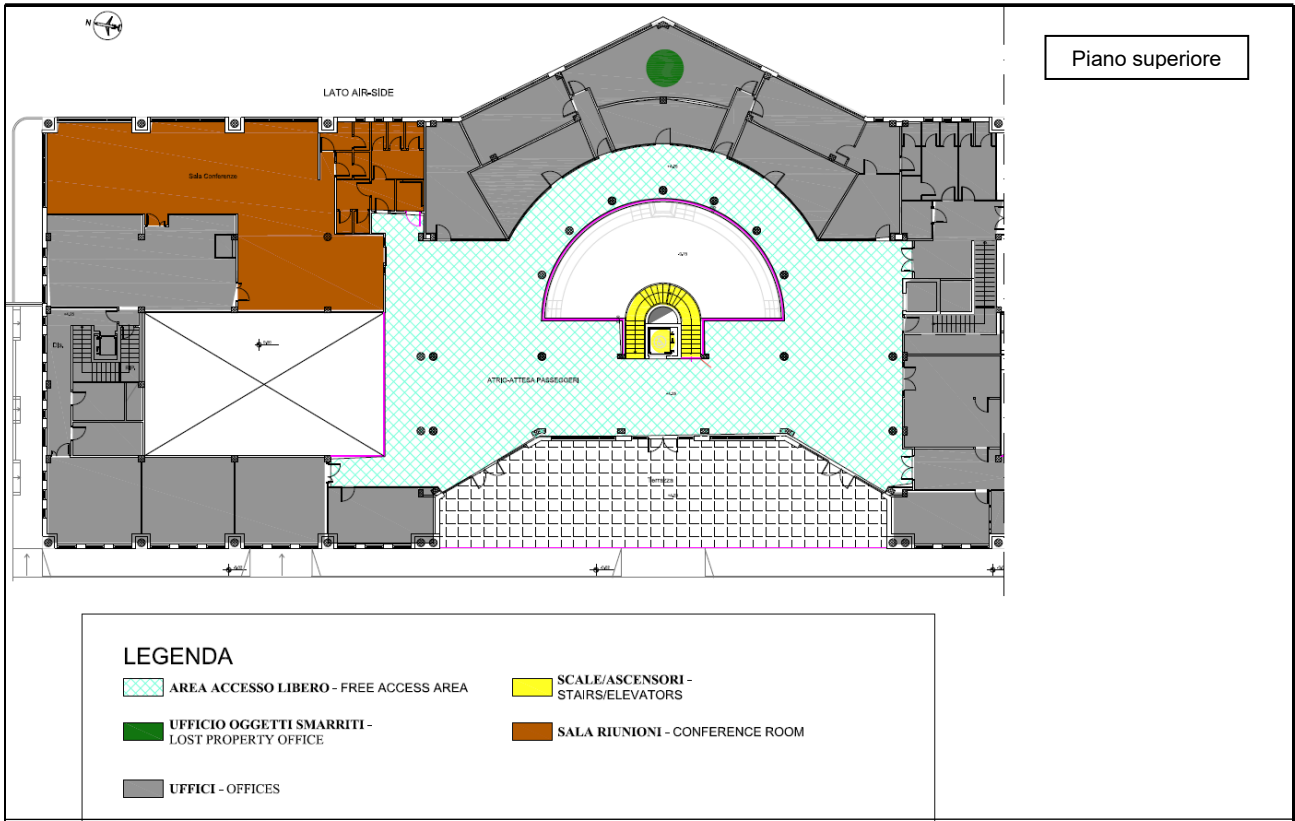 N
Piano superiore
LATO AIR-SIDE
Sala Conferenze
ATRIO-ATTESA PASSEGGERI
Terrazza
LEGENDA
AREA ACCESSO LIBERO - FREE ACCESS AREA
SCALE/ASCENSORI -
STAIRS/ELEVATORS
UFFICIO OGGETTI SMARRITI -
LOST PROPERTY OFFICE
SALA RIUNIONI - CONFERENCE ROOM
UFFICI - OFFICES